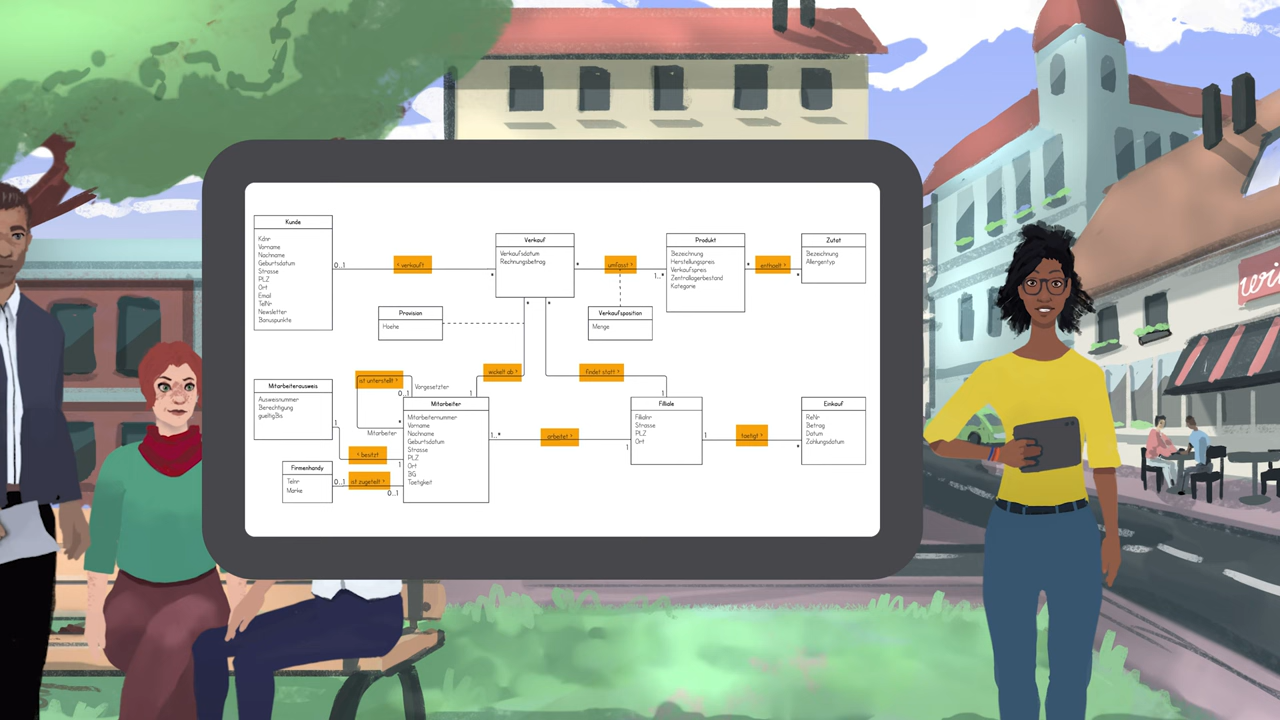 Kunde
Kdnr
Vorname
Nachname
Geburtsdatum
Strasse
PLZ
Ort
Email
TelNr
Newsletter
Bonuspunkte
0..1
verkauft
*
Verkauf
Verkaufsdatum
Rechnungsbetrag
*
umfasst
1..*
Produkt
Bezeichnung
Herstellungspreis
Verkaufspreis
Zentrallagerbestand
Kategorie
*
enthaelt
*
Zutat
Bezeichnung
Allergentyp
Provision
Hoehe
Verkaufsposition
Menge
*
*
wickelt ab
findet statt
1
1
Mitarbeiterausweis
Ausweisnummer
Berechtigung
gueltigBis
ist unterstellt
Vorgesetzter
0..1
*
Mitarbeiter
1
besitzt
1
Firmenhandy
Telnr
Marke
0..1
ist zugeteilt
0..1
Mitarbeiter
Mitarbeiternummer
Vorname
Nachname
Geburtsdatum
Strasse
PLZ
Ort
BG
Taetigkeit
1..*
arbeitet
1
Filiale
Filialnr
Strasse
PLZ
Ort
1
taetigt
*
Einkauf
ReNr
Betrag
Datum
Zahlungsdatum